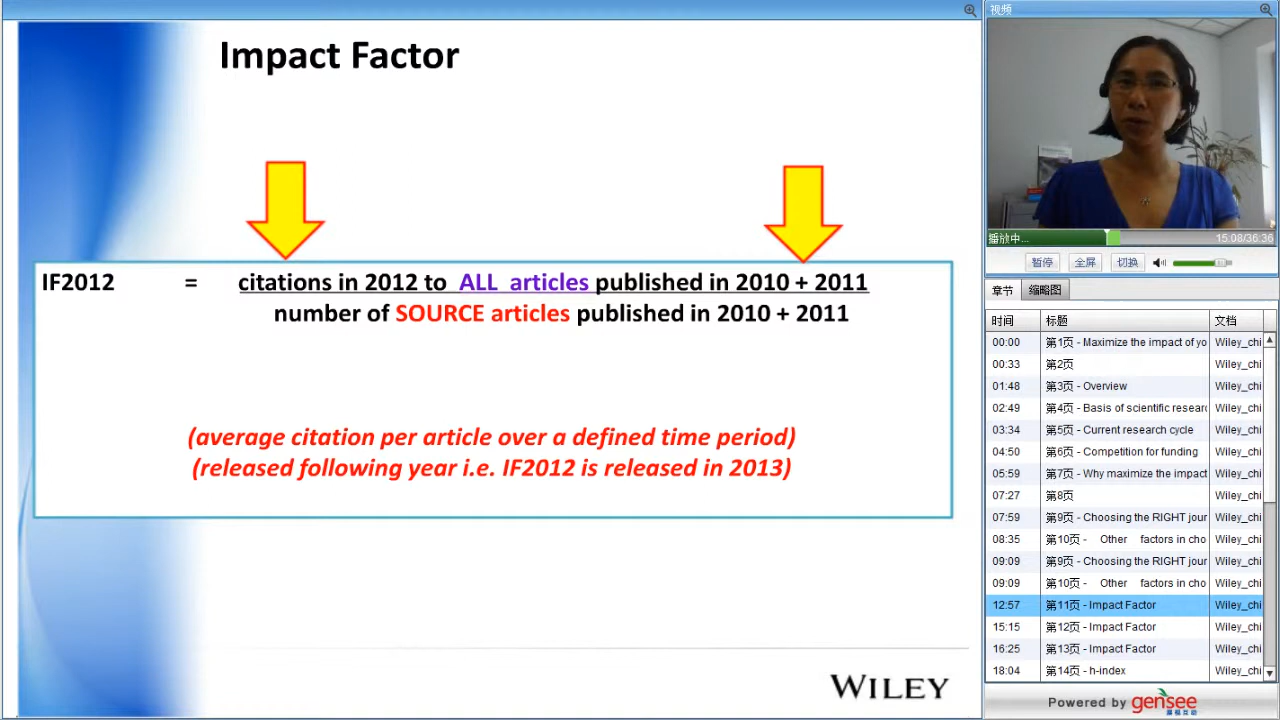 Impact Factor
IF2012 = citations in 2012 to ALL articles published in 2010 + 2011
number of SOURCE articles published in 2010 + 2011
(average citation per article over a defined time period)
(released following year i.e. IF2012 is released in 2013)
WILEY
视频
播放中... 15:08/36:36
暂停 全屏 切换
章节 缩略图
时间 标题 文档
00:00 第1页 - Maximize the impact of yo Wiley_chi
00:33 第2页 Wiley_chi
01:48 第3页 - Overview Wiley_chi
02:49 第4页 - Basis of scientific researc Wiley_chi
03:34 第5页 - Current research cycle Wiley_chi
04:50 第6页 - Competition for funding Wiley_chi
05:59 第7页 - Why maximize the impact Wiley_chi
07:27 第8页 Wiley_chi
07:59 第9页 - Choosing the RIGHT jour Wiley_chi
08:35 第10页 - Other factors in cho Wiley_chi
09:09 第9页 - Choosing the RIGHT jour Wiley_chi
09:09 第10页 - Other factors in cho Wiley_chi
12:57 第11页 - Impact Factor Wiley_chi
15:15 第12页 - Impact Factor Wiley_chi
16:25 第13页 - Impact Factor Wiley_chi
18:04 第14页 - h-index Wiley_chi
Powered by gensee